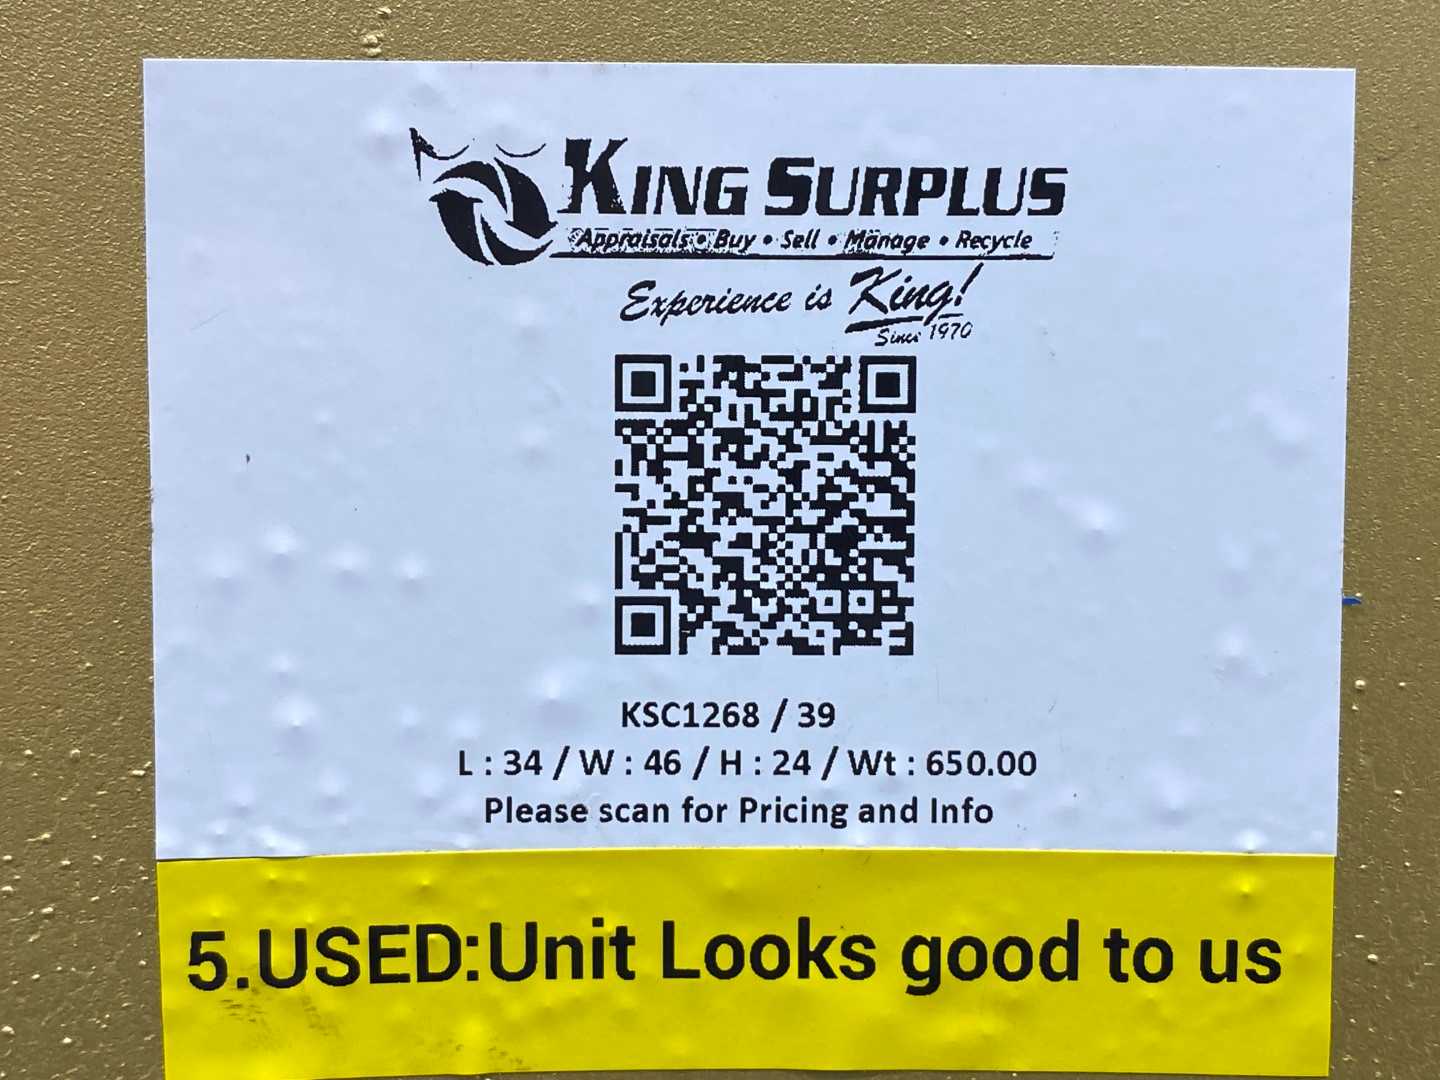 KING SURPLUS
Appraisals • Buy • Sell • Manage • Recycle
Experience is King!
Since 1970
KSC1268 / 39
L : 34 / W : 46 / H : 24 / Wt : 650.00
Please scan for Pricing and Info
5.USED:Unit Looks good to us